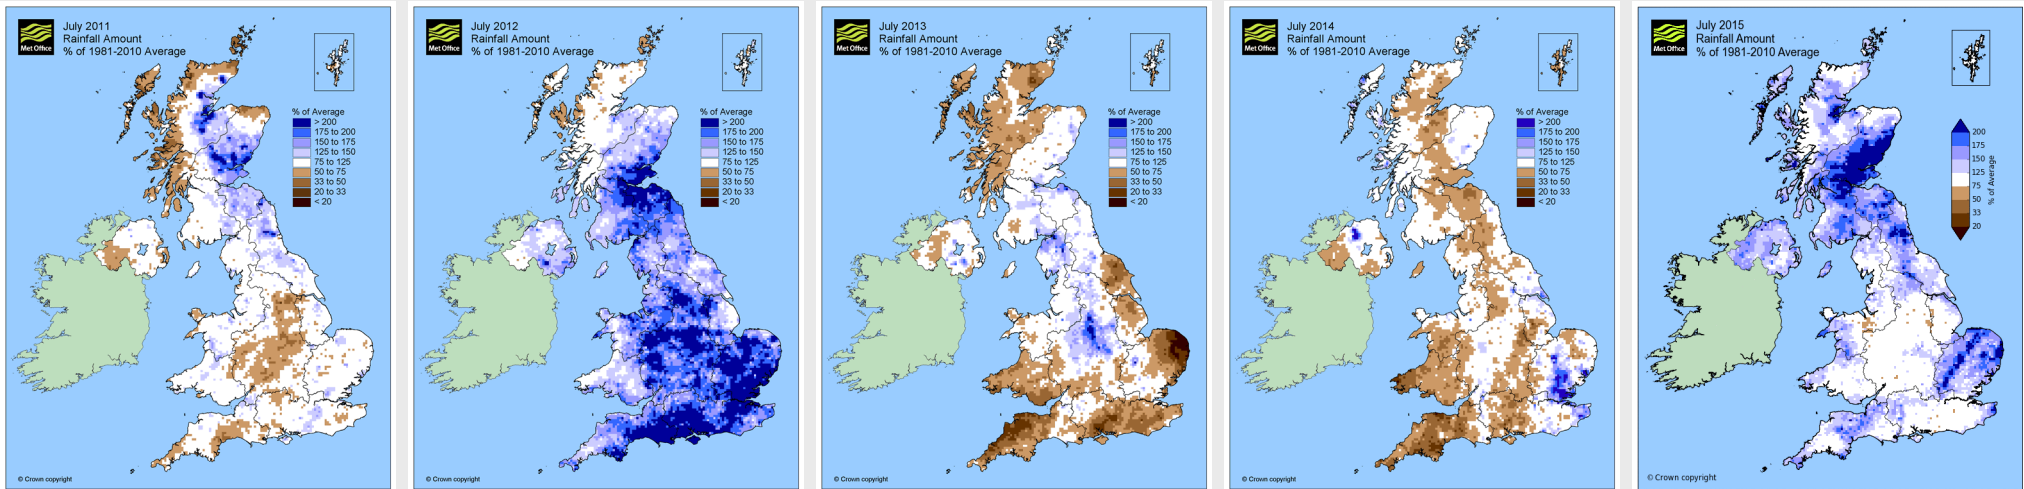 Met Office
July 2011
Rainfall Amount
% of 1981-2010 Average
% of Average
> 200
175 to 200
150 to 175
125 to 150
75 to 125
50 to 75
33 to 50
20 to 33
< 20
© Crown copyright
Met Office
July 2012
Rainfall Amount
% of 1981-2010 Average
% of Average
> 200
175 to 200
150 to 175
125 to 150
75 to 125
50 to 75
33 to 50
20 to 33
< 20
© Crown copyright
Met Office
July 2013
Rainfall Amount
% of 1981-2010 Average
% of Average
> 200
175 to 200
150 to 175
125 to 150
75 to 125
50 to 75
33 to 50
20 to 33
< 20
© Crown copyright
Met Office
July 2014
Rainfall Amount
% of 1981-2010 Average
% of Average
> 200
175 to 200
150 to 175
125 to 150
75 to 125
50 to 75
33 to 50
20 to 33
< 20
© Crown copyright
Met Office
July 2015
Rainfall Amount
% of 1981-2010 Average
200
175
150
125
75
50
33
20
% of Average
© Crown copyright